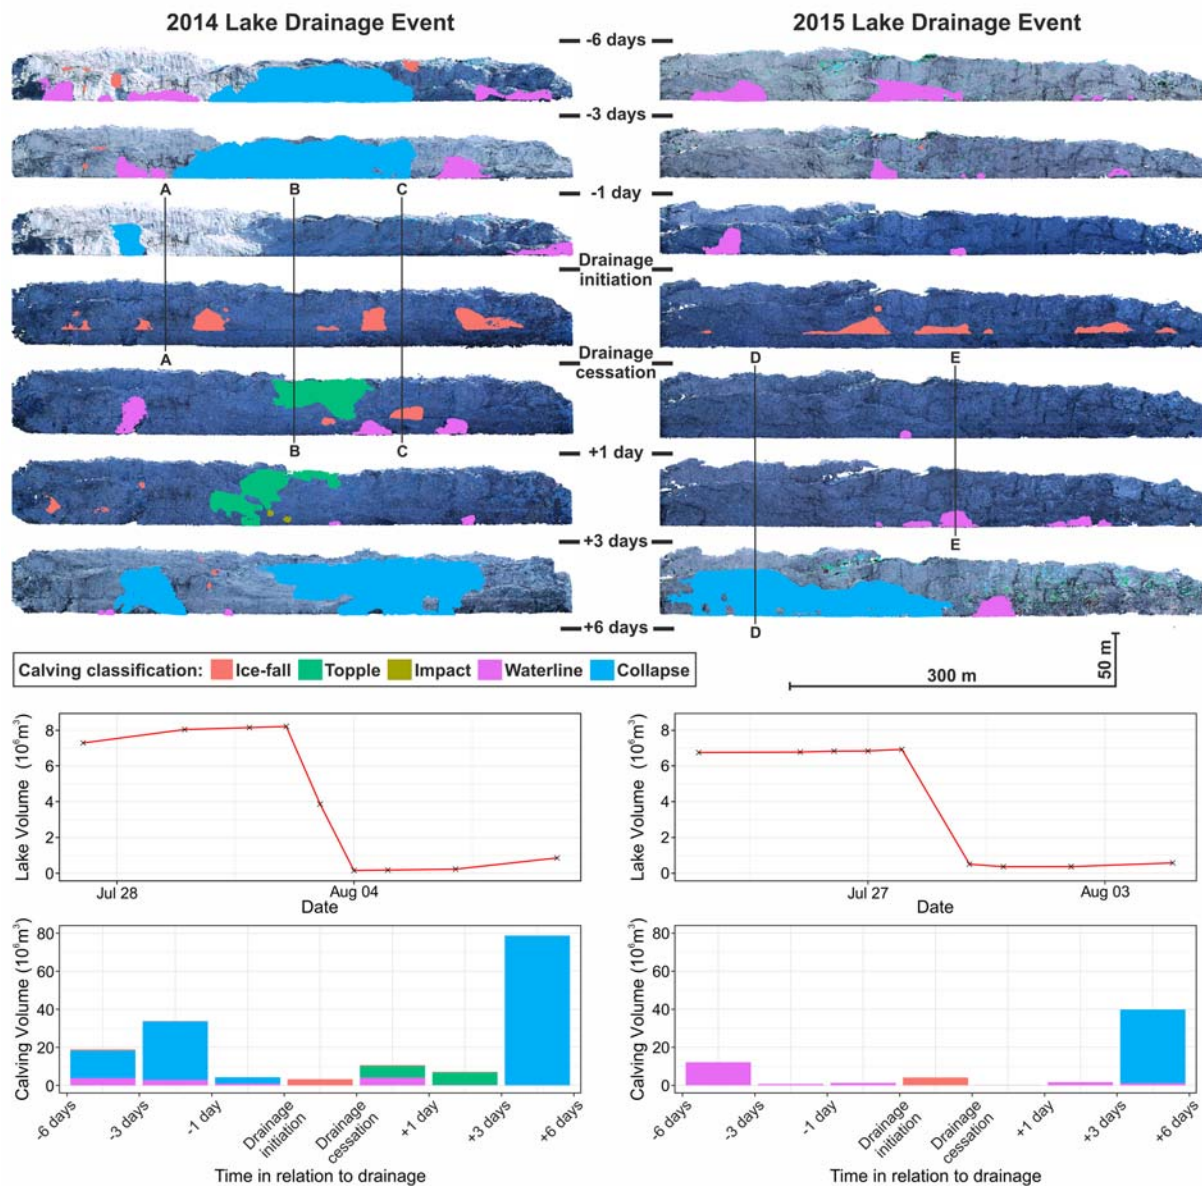 2014 Lake Drainage Event
2015 Lake Drainage Event
-6 days
-3 days
A
B
C
-1 day
Drainage
initiation
A
D
E
Drainage
cessation
B
C
+1 day
E
+3 days
D
+6 days
Calving classification: Ice-fall Topple Impact Waterline Collapse
300 m
50 m
Lake Volume (10⁶m³)
8
6
4
2
0
Jul 28
Aug 04
Date
Lake Volume (10⁶m³)
8
6
4
2
0
Jul 27
Aug 03
Date
Calving Volume (10⁶m³)
80
60
40
20
0
-6 days
-3 days
-1 day
Drainage
initiation
Drainage
cessation
+1 day
+3 days
+6 days
Time in relation to drainage
Calving Volume (10⁶m³)
80
60
40
20
0
-6 days
-3 days
-1 day
Drainage
initiation
Drainage
cessation
+1 day
+3 days
+6 days
Time in relation to drainage